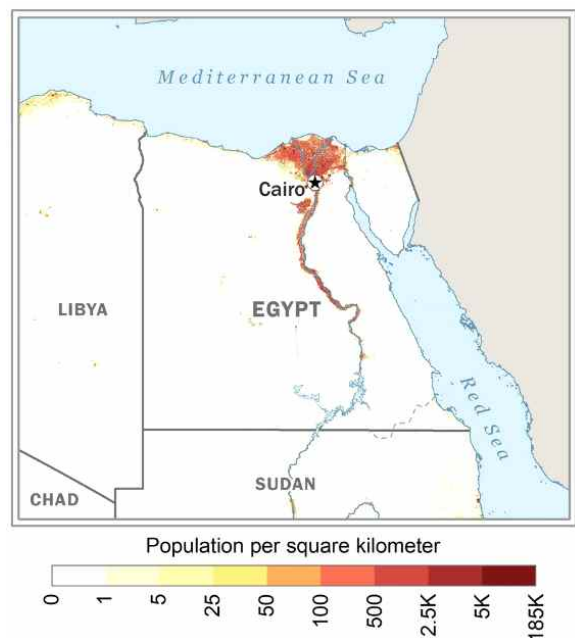 Mediterranean Sea
Cairo
LIBYA
EGYPT
Red Sea
SUDAN
CHAD
Population per square kilometer
0 1 5 25 50 100 500 2.5K 5K 185K